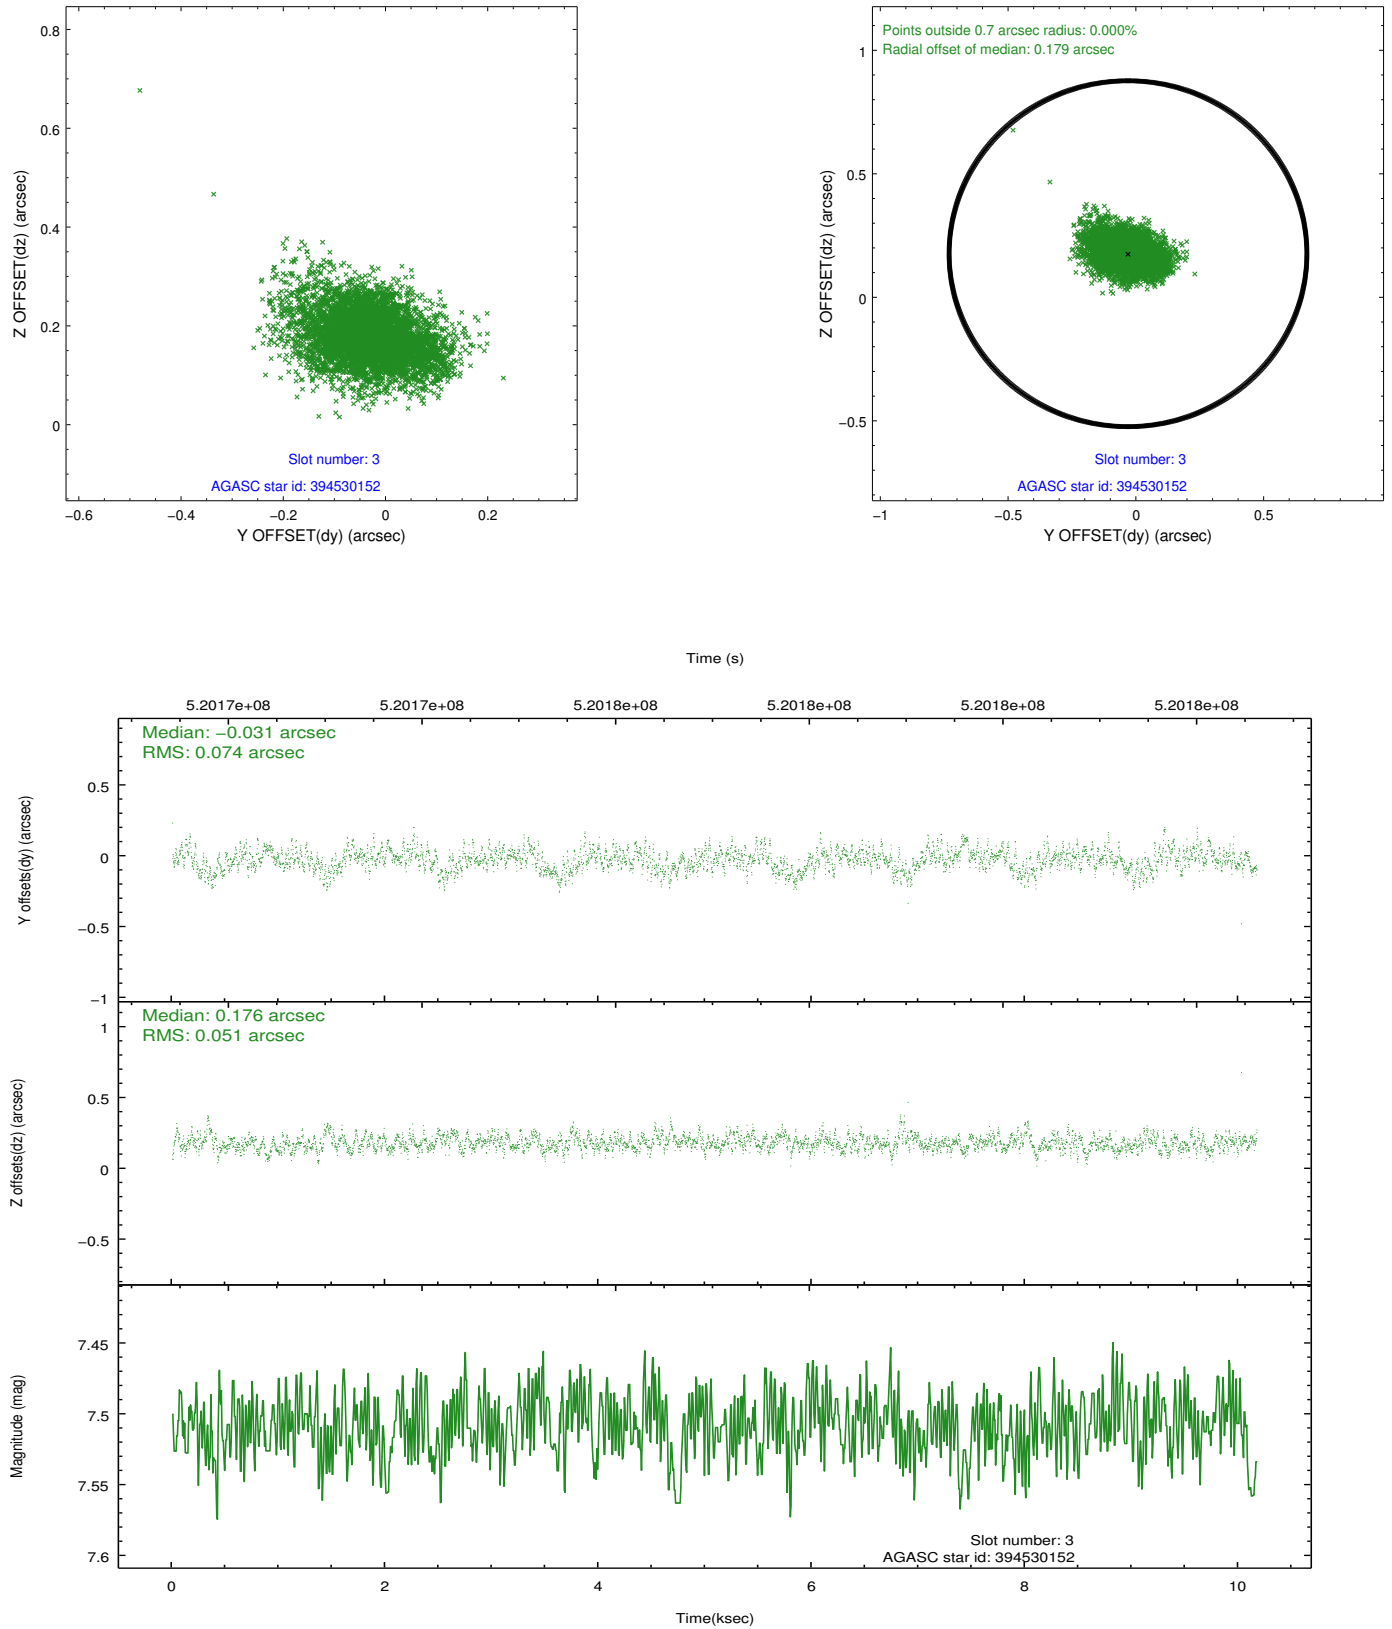 0.8
0.6
0.4
0.2
0
Z OFFSET(dz) (arcsec)
Slot number: 3
AGASC star id: 394530152
−0.6 −0.4 −0.2 0 0.2
Y OFFSET(dy) (arcsec)
Points outside 0.7 arcsec radius: 0.000%
Radial offset of median: 0.179 arcsec
1
0.5
0
−0.5
Z OFFSET(dz) (arcsec)
Slot number: 3
AGASC star id: 394530152
−1 −0.5 0 0.5
Y OFFSET(dy) (arcsec)
Time (s)
5.2017e+08 5.2017e+08 5.2018e+08 5.2018e+08 5.2018e+08 5.2018e+08
Median: −0.031 arcsec
RMS: 0.074 arcsec
0.5
0
−0.5
−1
Y offsets(dy) (arcsec)
Median: 0.176 arcsec
RMS: 0.051 arcsec
1
0.5
0
−0.5
Z offsets(dz) (arcsec)
7.45
7.5
7.55
7.6
Magnitude (mag)
Slot number: 3
AGASC star id: 394530152
0 2 4 6 8 10
Time(ksec)